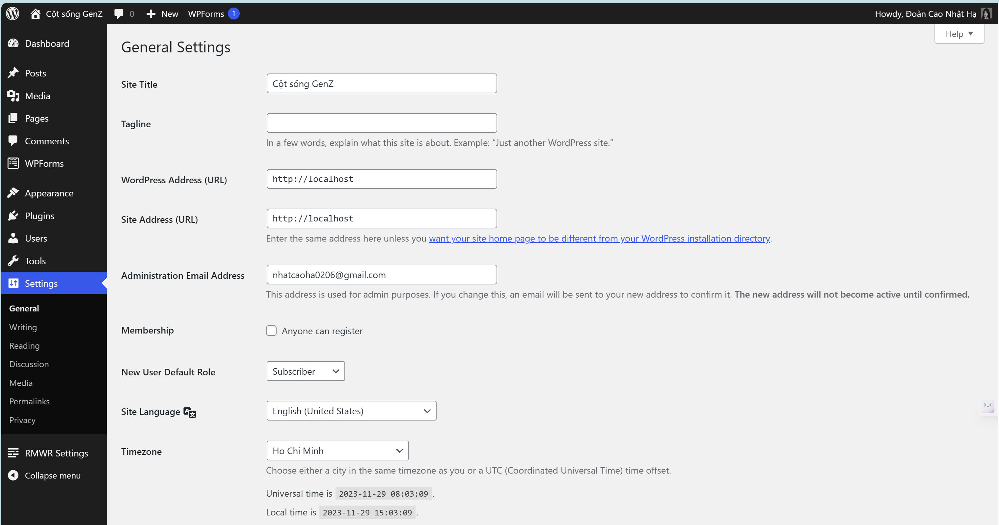 Cột sống GenZ 0 New WPForms 1 Howdy, Đoàn Cao Nhật Hạ
Help
Dashboard
Posts
Media
Pages
Comments
WPForms
Appearance
Plugins
Users
Tools
Settings
General
Writing
Reading
Discussion
Media
Permalinks
Privacy
RMWR Settings
Collapse menu
General Settings
Site Title Cột sống GenZ
Tagline
In a few words, explain what this site is about. Example: “Just another WordPress site.”
WordPress Address (URL) http://localhost
Site Address (URL) http://localhost
Enter the same address here unless you want your site home page to be different from your WordPress installation directory.
Administration Email Address nhatcaoha0206@gmail.com
This address is used for admin purposes. If you change this, an email will be sent to your new address to confirm it. The new address will not become active until confirmed.
Membership Anyone can register
New User Default Role Subscriber
Site Language English (United States)
Timezone Ho Chi Minh
Choose either a city in the same timezone as you or a UTC (Coordinated Universal Time) time offset.
Universal time is 2023-11-29 08:03:09 .
Local time is 2023-11-29 15:03:09 .